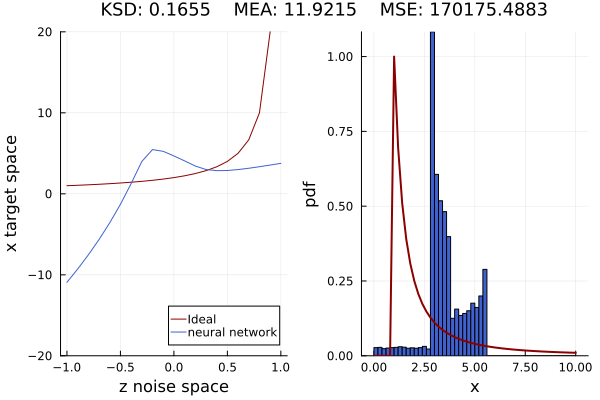 KSD: 0.1655 MEA: 11.9215 MSE: 170175.4883
x target space
20
10
0
−10
−20
Ideal
neural network
−1.0 −0.5 0.0 0.5 1.0
z noise space
pdf
1.00
0.75
0.50
0.25
0.00
0.00 2.50 5.00 7.50 10.00
x